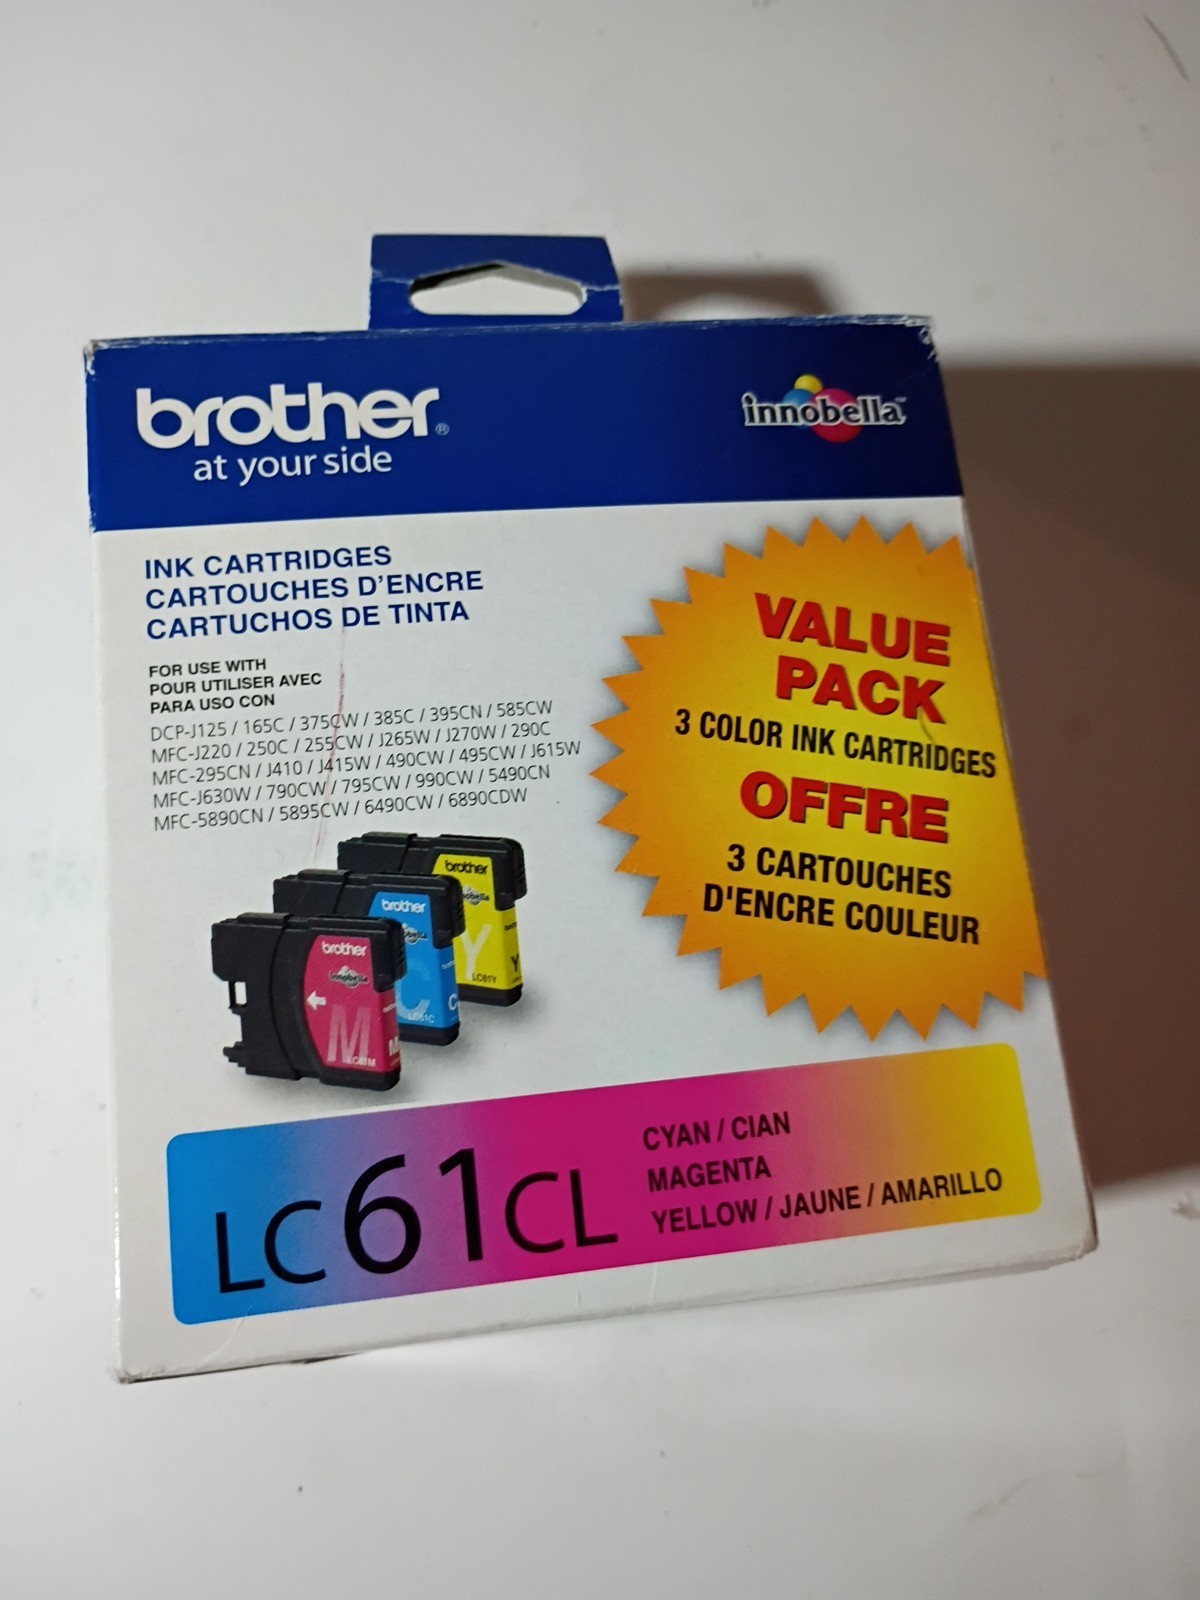 brother®
at your side
innobella™
INK CARTRIDGES
CARTOUCHES D'ENCRE
CARTUCHOS DE TINTA
FOR USE WITH
POUR UTILISER AVEC
PARA USO CON
DCP-J125 / 165C / 375CW / 385C / 395CN / 585CW
MFC-J220 / 250C / 255CW / J265W / J270W / 290C
MFC-295CN / J410 / J415W / 490CW / 495CW / J615W
MFC-J630W / 790CW / 795CW / 990CW / 5490CN
MFC-5890CN / 5895CW / 6490CW / 6890CDW
VALUE
PACK
3 COLOR INK CARTRIDGES
OFFRE
3 CARTOUCHES
D'ENCRE COULEUR
brother
innobella
Y
LC61Y
Y
brother
C
LC61C
C
brother
innobella
M
LC61M
M
LC61CL
CYAN / CIAN
MAGENTA
YELLOW / JAUNE / AMARILLO